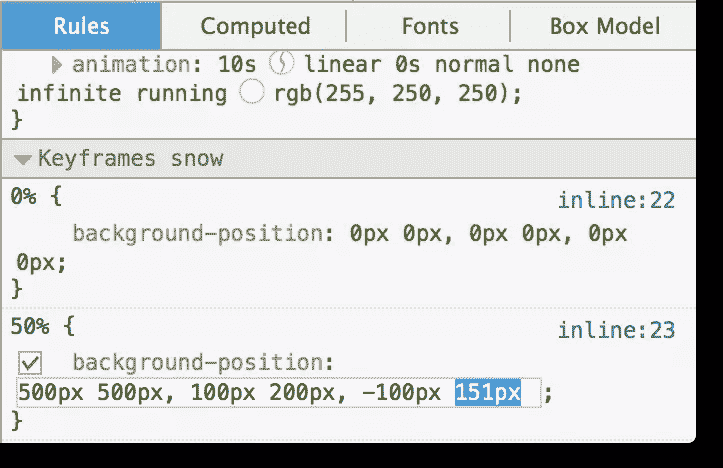 Rules Computed Fonts Box Model
animation: 10s linear 0s normal none
infinite running rgb(255, 250, 250);
}
Keyframes snow
0% { inline:22
background-position: 0px 0px, 0px 0px, 0px
0px;
}
50% { inline:23
background-position:
500px 500px, 100px 200px, -100px 151px ;
}